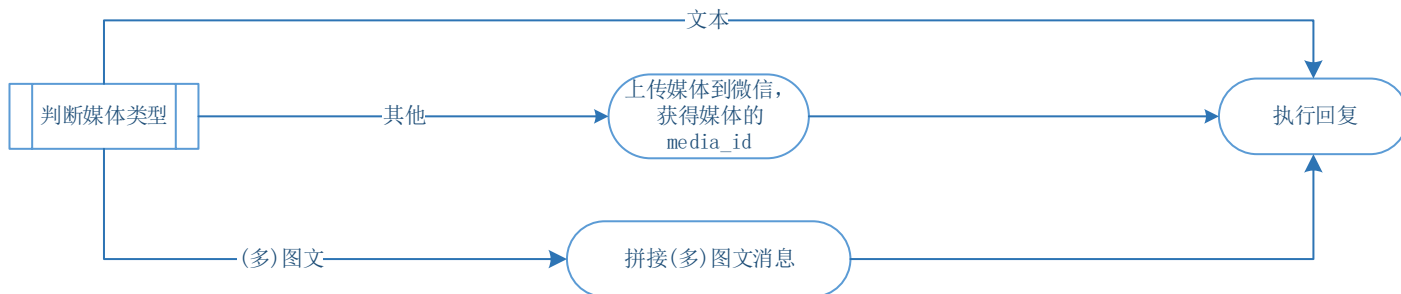 文本
判断媒体类型
其他
上传媒体到微信，
获得媒体的
media_id
执行回复
(多)图文
拼接(多)图文消息